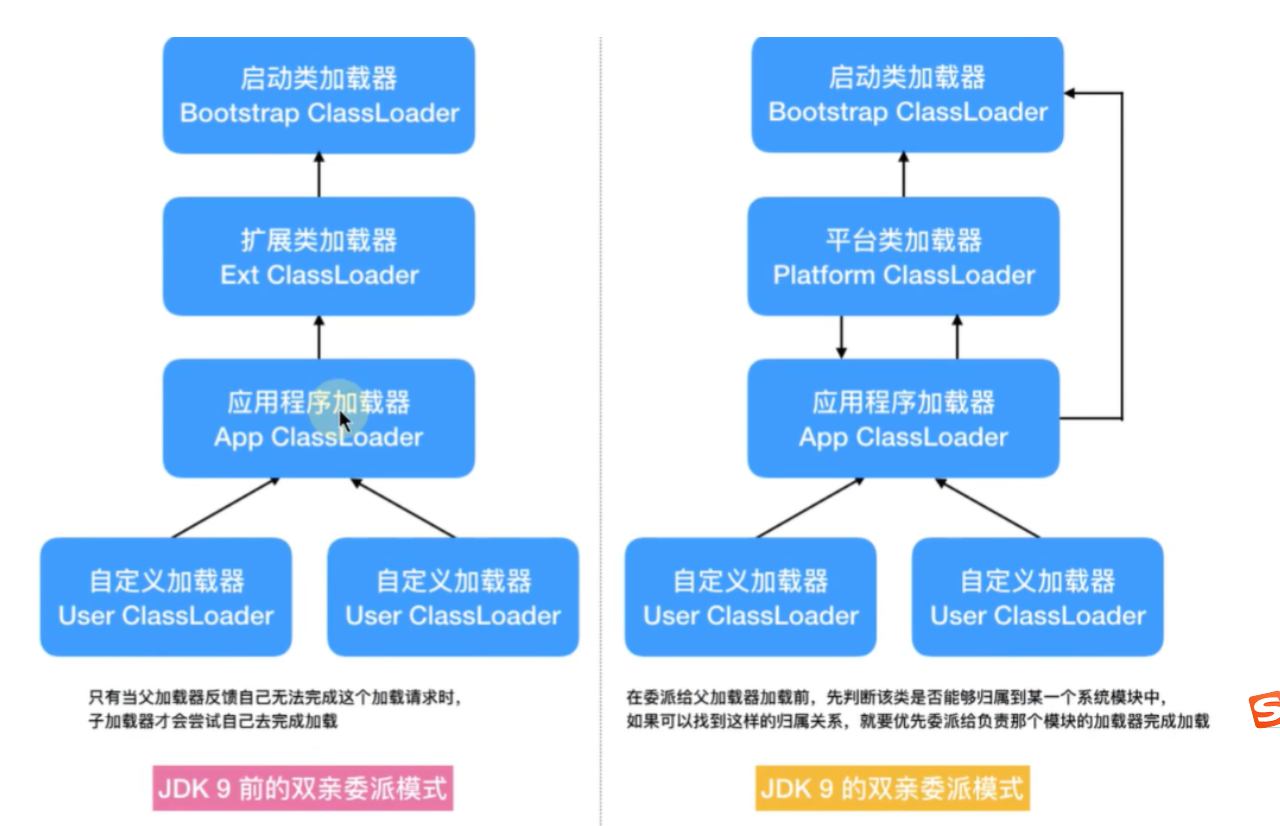 启动类加载器
Bootstrap ClassLoader
扩展类加载器
Ext ClassLoader
应用程序加载器
App ClassLoader
自定义加载器
User ClassLoader
自定义加载器
User ClassLoader
只有当父加载器反馈自己无法完成这个加载请求时，
子加载器才会尝试自己去完成加载
JDK 9 前的双亲委派模式
启动类加载器
Bootstrap ClassLoader
平台类加载器
Platform ClassLoader
应用程序加载器
App ClassLoader
自定义加载器
User ClassLoader
自定义加载器
User ClassLoader
在委派给父加载器加载前，先判断该类是否能够归属到某一个系统模块中，
如果可以找到这样的归属关系，就要优先委派给负责那个模块的加载器完成加载
JDK 9 的双亲委派模式